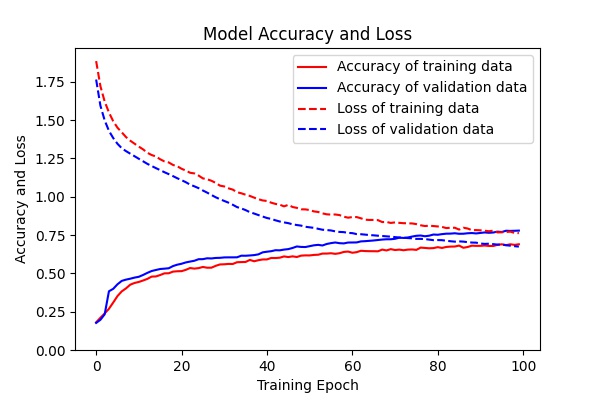 Model Accuracy and Loss
Accuracy of training data
Accuracy of validation data
Loss of training data
Loss of validation data
Accuracy and Loss
1.75
1.50
1.25
1.00
0.75
0.50
0.25
0.00
0 20 40 60 80 100
Training Epoch